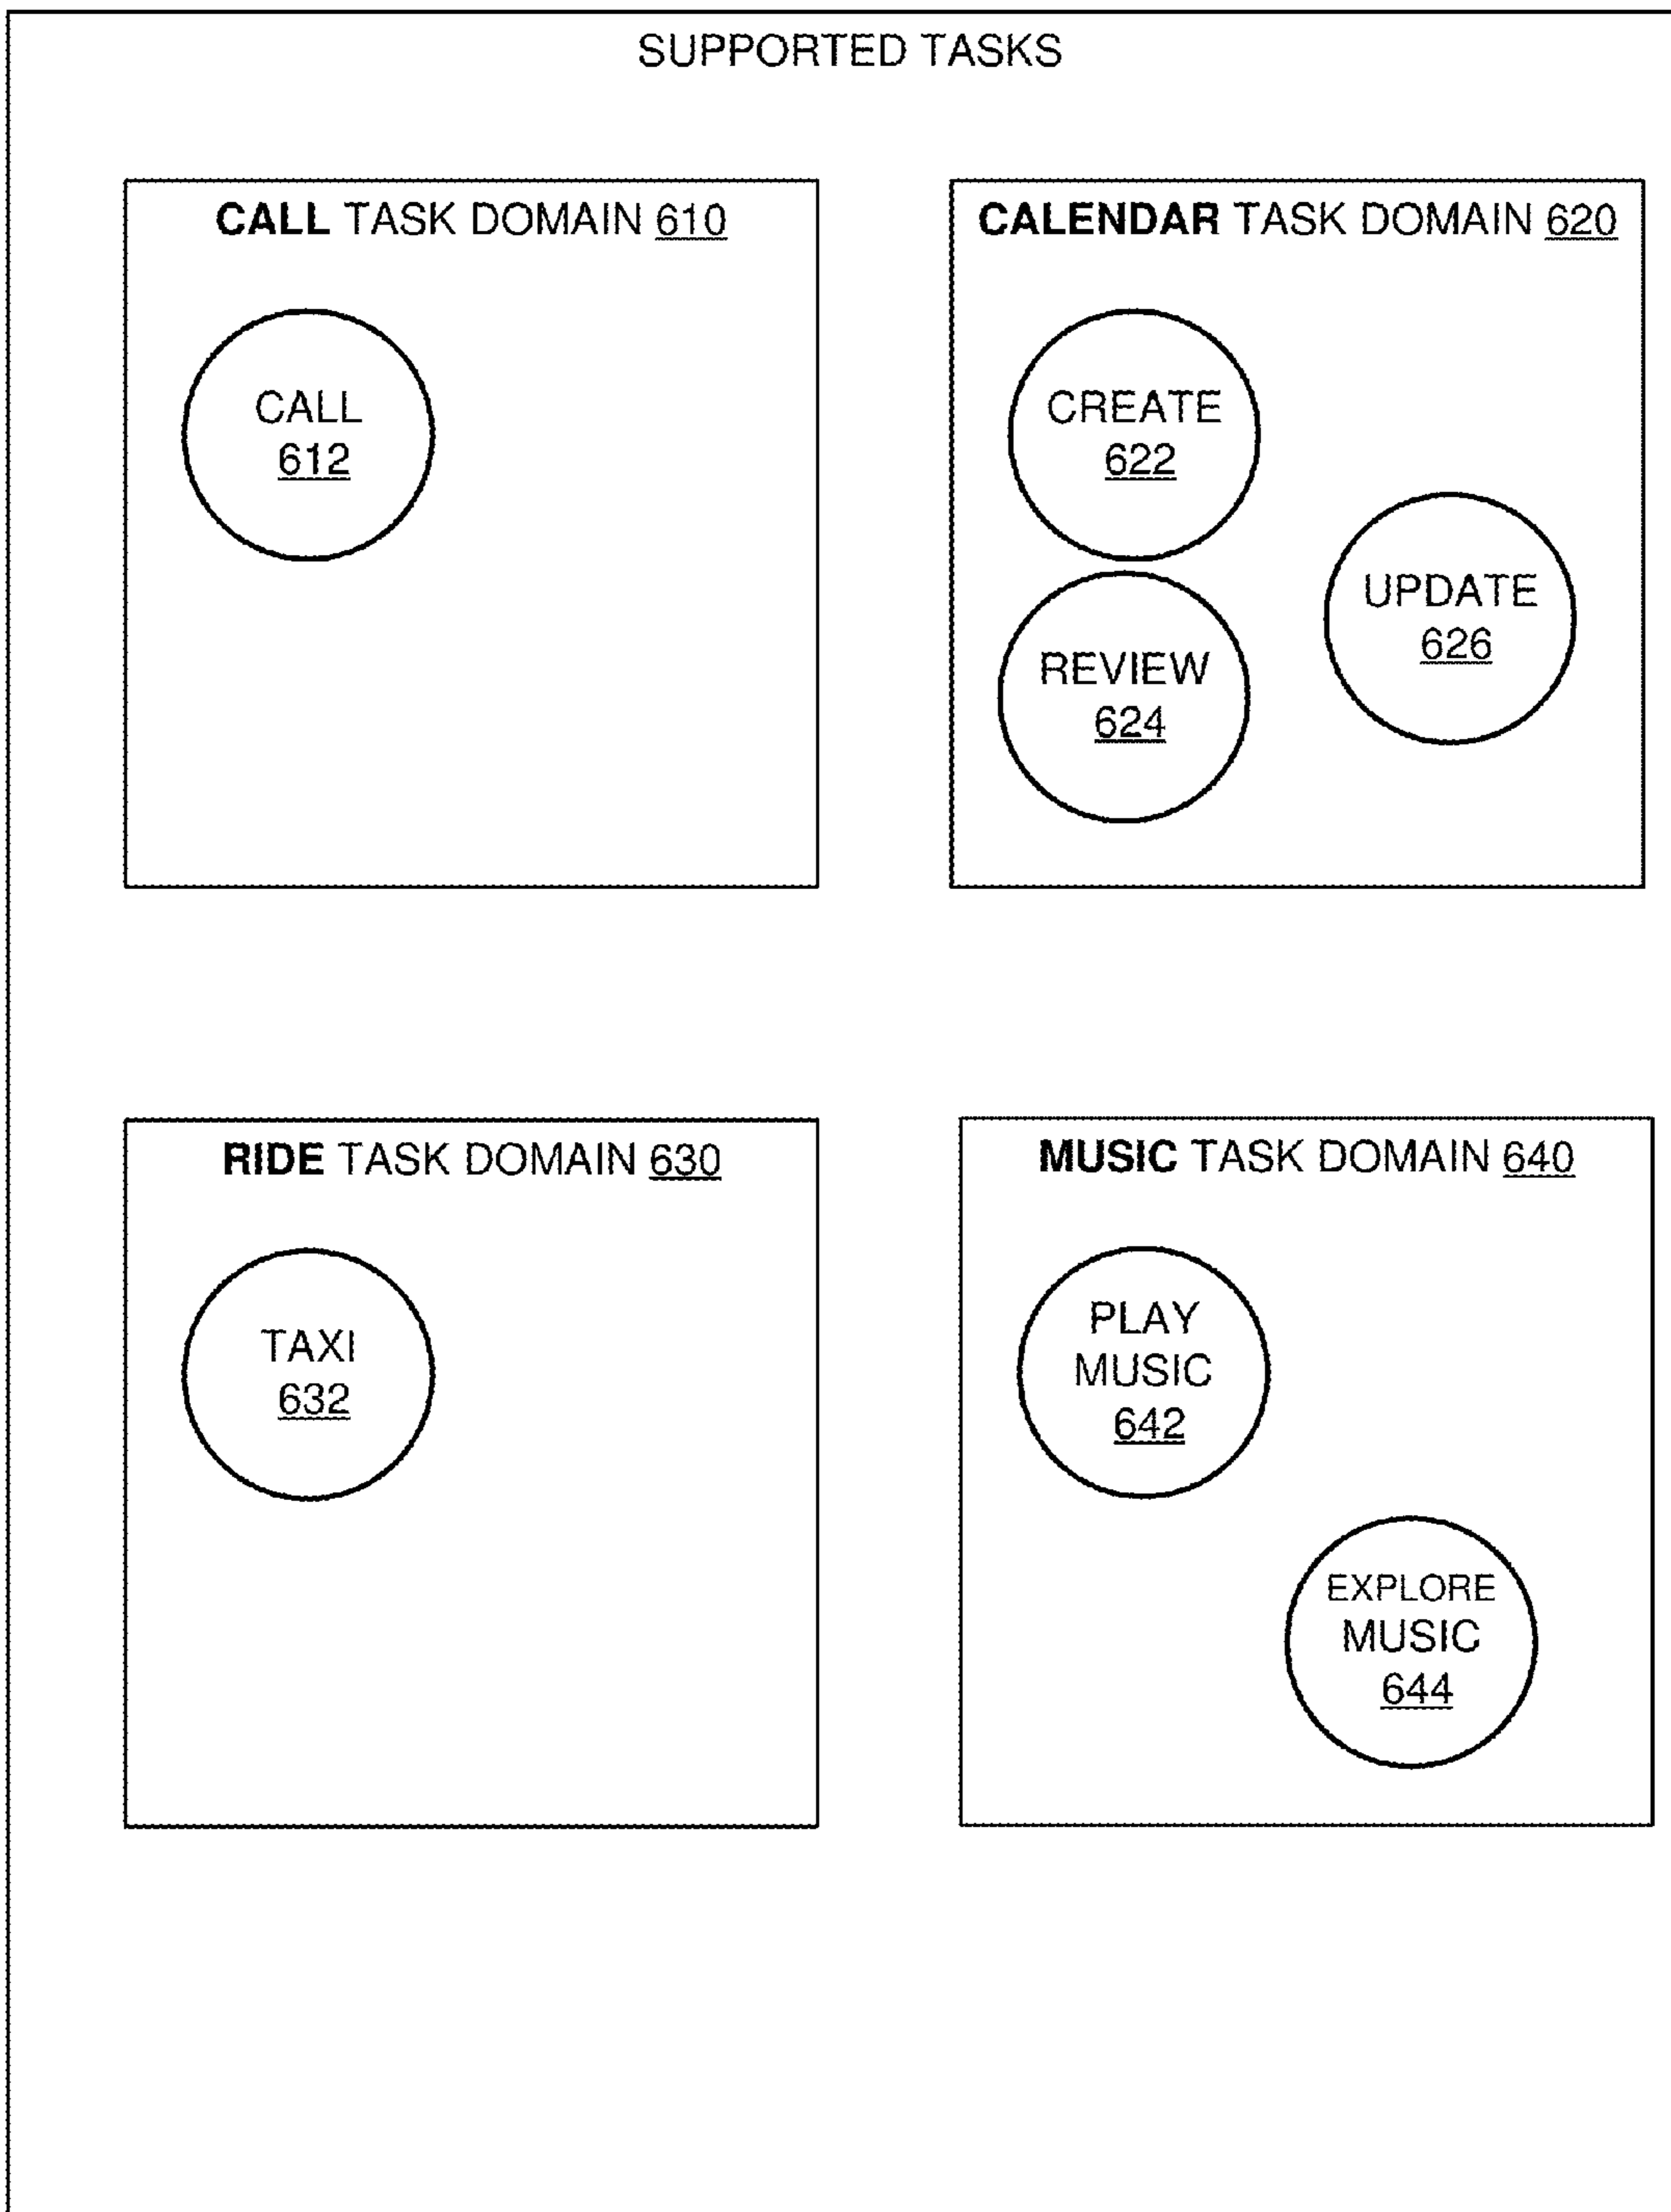 SUPPORTED TASKS
CALL TASK DOMAIN 610
CALL
612
CALENDAR TASK DOMAIN 620
CREATE
622
REVIEW
624
UPDATE
626
RIDE TASK DOMAIN 630
TAXI
632
MUSIC TASK DOMAIN 640
PLAY
MUSIC
642
EXPLORE
MUSIC
644